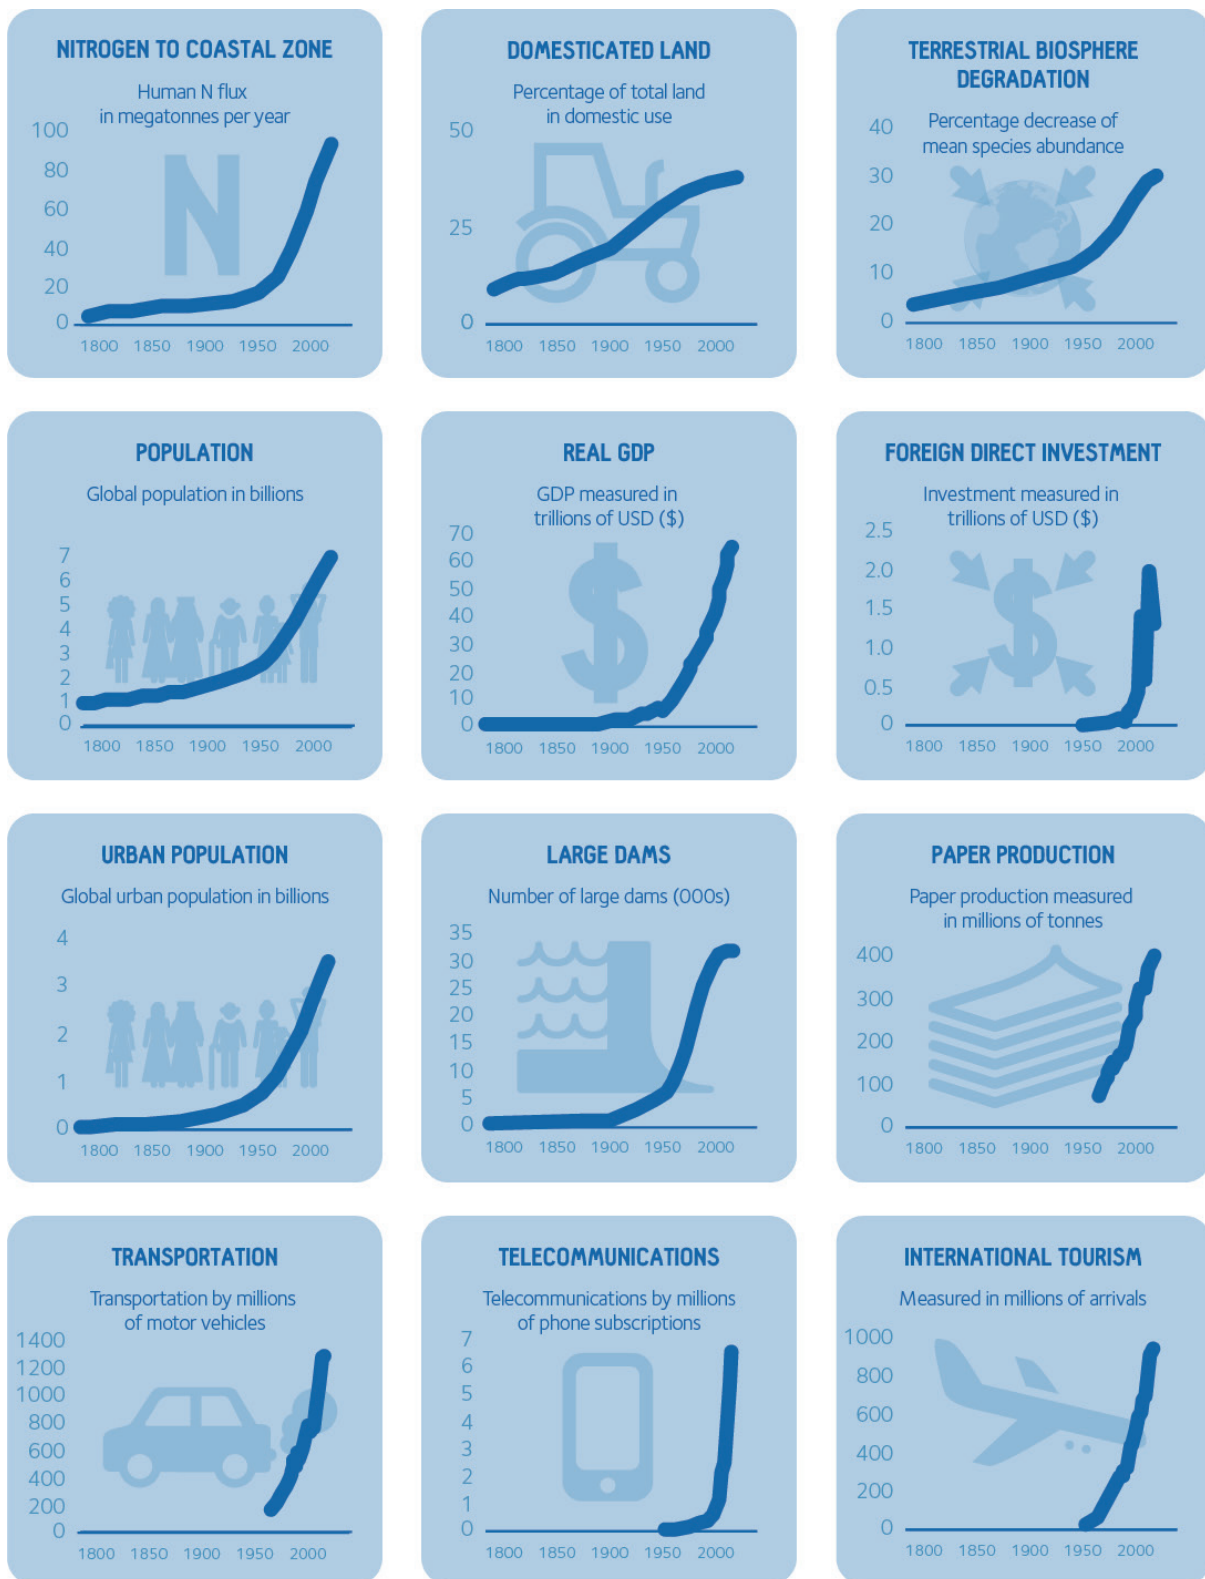 NITROGEN TO COASTAL ZONE
Human N flux
in megatonnes per year
100
80
60
40
20
0
1800 1850 1900 1950 2000
DOMESTICATED LAND
Percentage of total land
in domestic use
50
25
0
1800 1850 1900 1950 2000
TERRESTRIAL BIOSPHERE
DEGRADATION
Percentage decrease of
mean species abundance
40
30
20
10
0
1800 1850 1900 1950 2000
POPULATION
Global population in billions
7
6
5
4
3
2
1
0
1800 1850 1900 1950 2000
REAL GDP
GDP measured in
trillions of USD ($)
70
60
50
40
30
20
10
0
1800 1850 1900 1950 2000
FOREIGN DIRECT INVESTMENT
Investment measured in
trillions of USD ($)
2.5
2.0
1.5
1.0
0.5
0
1800 1850 1900 1950 2000
URBAN POPULATION
Global urban population in billions
4
3
2
1
0
1800 1850 1900 1950 2000
LARGE DAMS
Number of large dams (000s)
35
30
25
20
15
10
5
0
1800 1850 1900 1950 2000
PAPER PRODUCTION
Paper production measured
in millions of tonnes
400
300
200
100
0
1800 1850 1900 1950 2000
TRANSPORTATION
Transportation by millions
of motor vehicles
1400
1200
1000
800
600
400
200
0
1800 1850 1900 1950 2000
TELECOMMUNICATIONS
Telecommunications by millions
of phone subscriptions
7
6
5
4
3
2
1
0
1800 1850 1900 1950 2000
INTERNATIONAL TOURISM
Measured in millions of arrivals
1000
800
600
400
200
0
1800 1850 1900 1950 2000